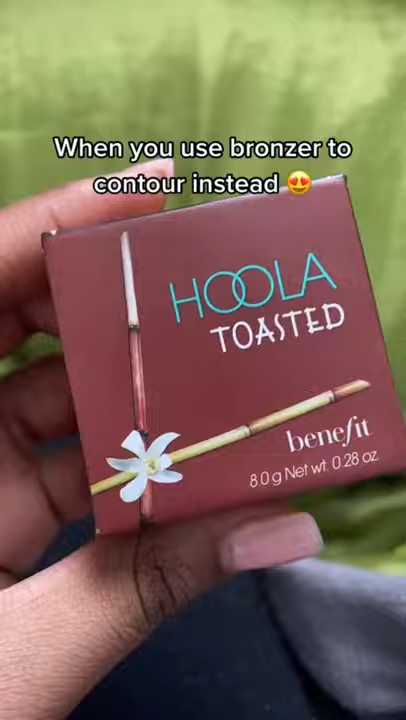 When you use bronzer to
contour instead 😍
HOOLA
TOASTED
benefit
8.0 g Net wt. 0.28 oz.